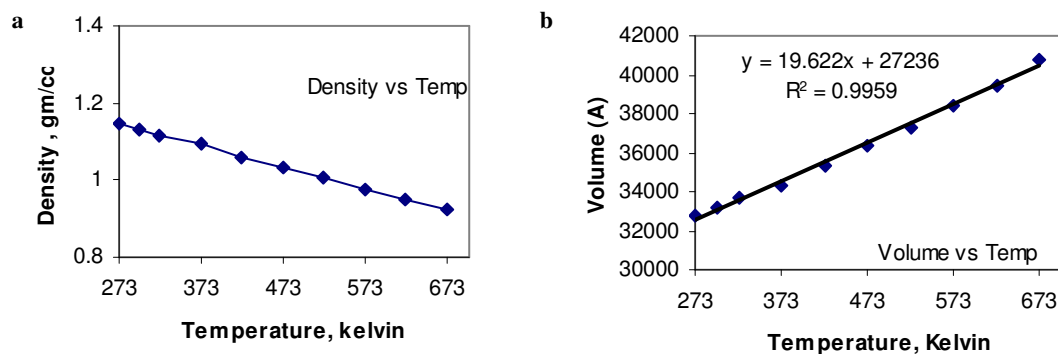 a
1.4
1.2
1
0.8
Density , gm/cc
Density vs Temp
273 373 473 573 673
Temperature, kelvin
b
42000
40000
38000
36000
34000
32000
30000
Volume (A)
y = 19.622x + 27236
R² = 0.9959
Volume vs Temp
273 373 473 573 673
Temperature, Kelvin